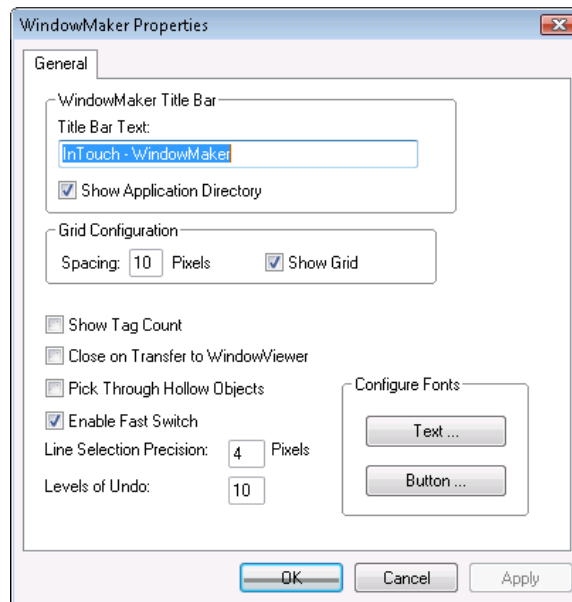 WindowMaker Properties
General
WindowMaker Title Bar
Title Bar Text:
InTouch - WindowMaker
Show Application Directory
Grid Configuration
Spacing: 10 Pixels Show Grid
Show Tag Count
Close on Transfer to WindowViewer
Pick Through Hollow Objects
Enable Fast Switch
Line Selection Precision: 4 Pixels
Levels of Undo: 10
Configure Fonts
Text ...
Button ...
OK Cancel Apply